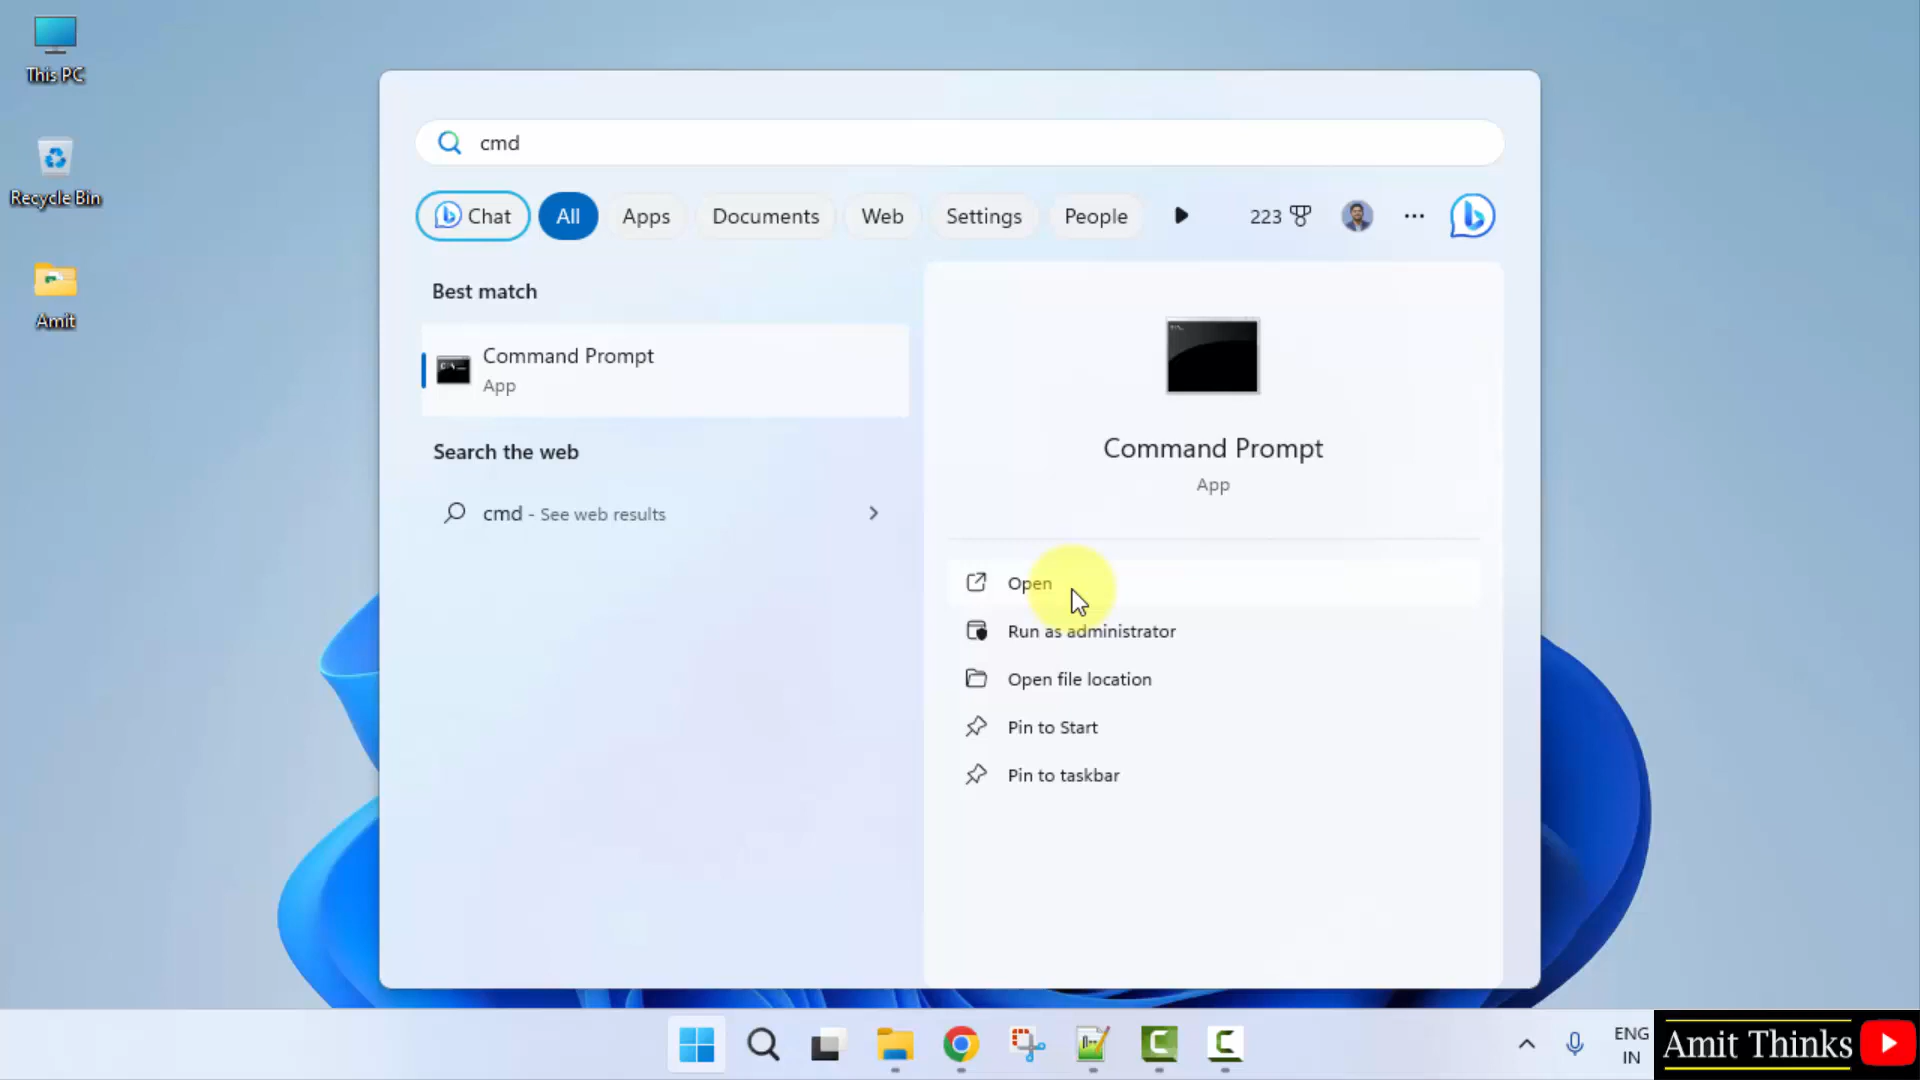 This PC
Recycle Bin
Amit
cmd
Chat
All
Apps
Documents
Web
Settings
People
223
Best match
Command Prompt
App
Search the web
cmd - See web results
Command Prompt
App
Open
Run as administrator
Open file location
Pin to Start
Pin to taskbar
ENG
IN
Amit Thinks